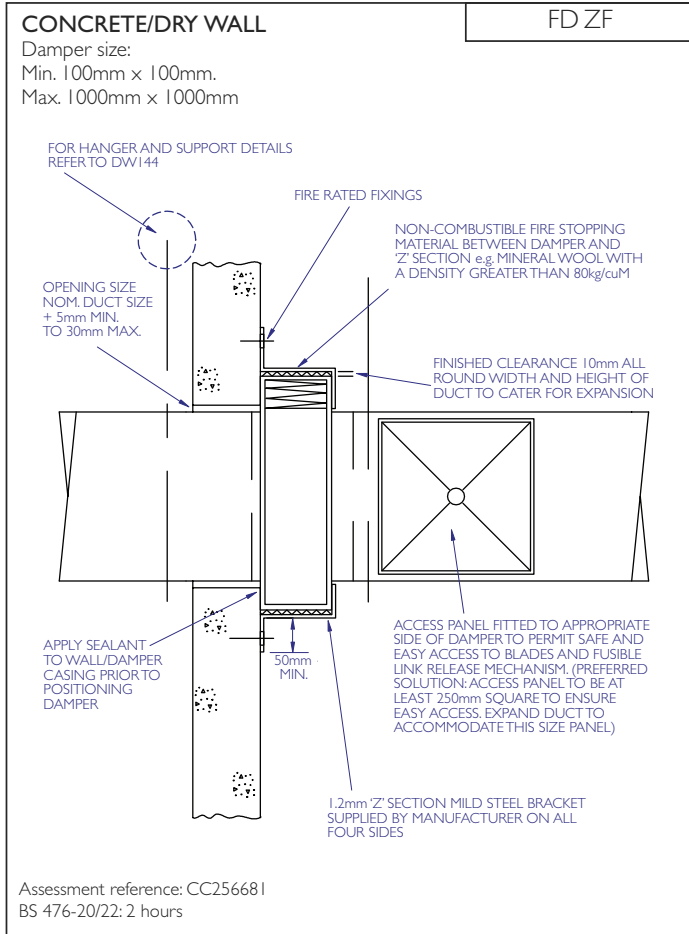 CONCRETE/DRY WALL
FD ZF
Damper size:
Min. 100mm x 100mm.
Max. 1000mm x 1000mm
FOR HANGER AND SUPPORT DETAILS
REFER TO DW144
FIRE RATED FIXINGS
NON-COMBUSTIBLE FIRE STOPPING
MATERIAL BETWEEN DAMPER AND
'Z' SECTION e.g. MINERAL WOOL WITH
A DENSITY GREATER THAN 80kg/cuM
OPENING SIZE
NOM. DUCT SIZE
+ 5mm MIN.
TO 30mm MAX.
FINISHED CLEARANCE 10mm ALL
ROUND WIDTH AND HEIGHT OF
DUCT TO CATER FOR EXPANSION
APPLY SEALANT
TO WALL/DAMPER
CASING PRIOR TO
POSITIONING
DAMPER
50mm
MIN.
ACCESS PANEL FITTED TO APPROPRIATE
SIDE OF DAMPER TO PERMIT SAFE AND
EASY ACCESS TO BLADES AND FUSIBLE
LINK RELEASE MECHANISM. (PREFERRED
SOLUTION: ACCESS PANEL TO BE AT
LEAST 250mm SQUARE TO ENSURE
EASY ACCESS. EXPAND DUCT TO
ACCOMMODATE THIS SIZE PANEL)
1.2mm 'Z' SECTION MILD STEEL BRACKET
SUPPLIED BY MANUFACTURER ON ALL
FOUR SIDES
Assessment reference: CC256681
BS 476-20/22: 2 hours